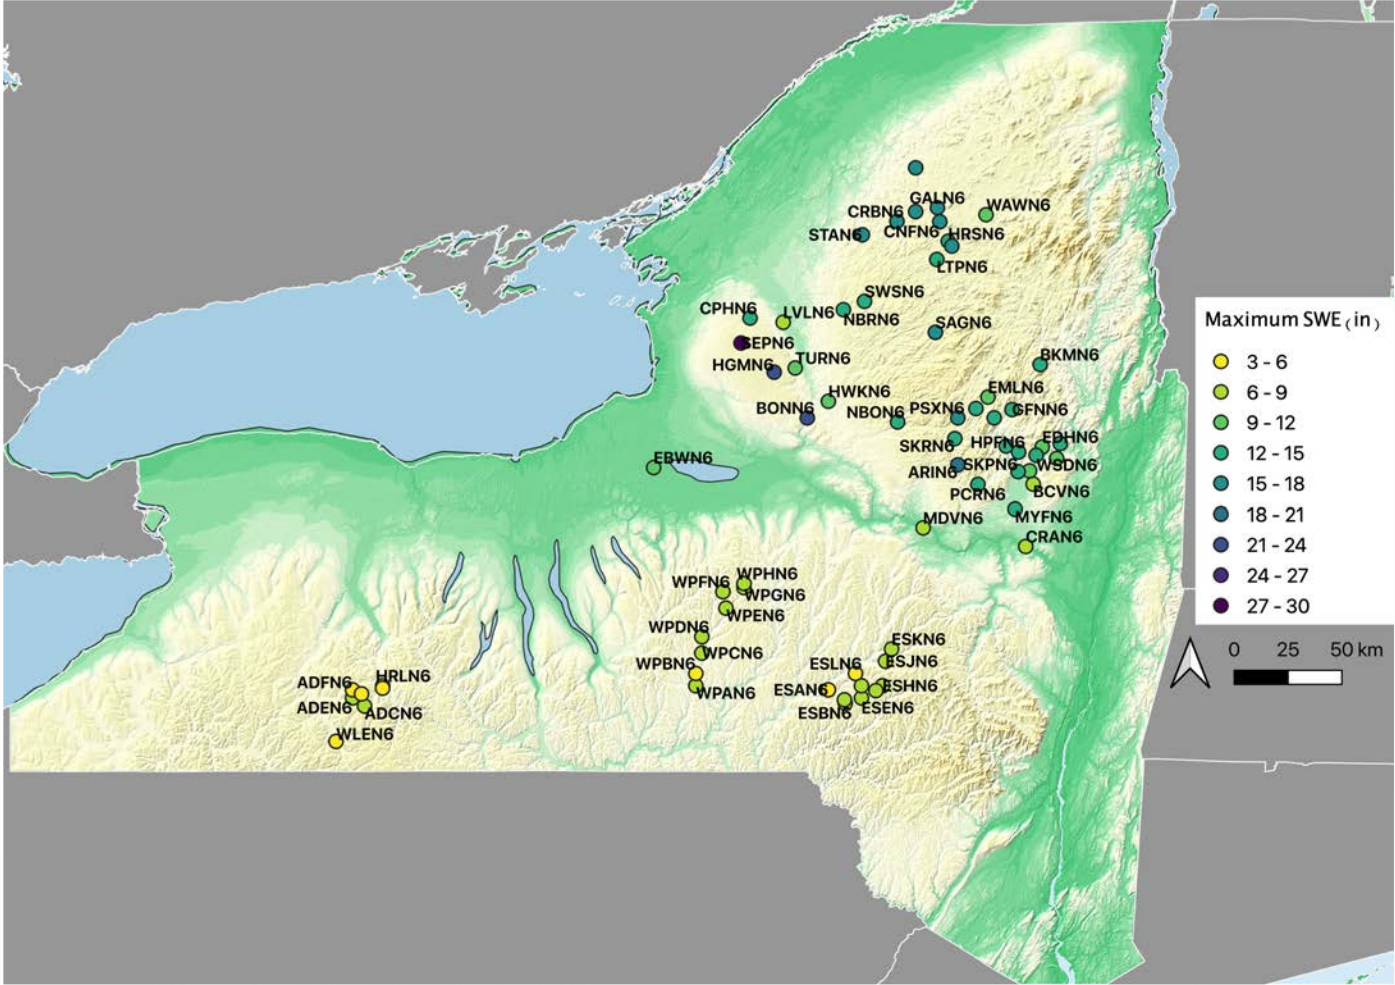 GALN6
WAWN6
CRBN6
STAN6
CNFN6
HRSN6
LTPN6
SWSN6
CPHN6
LVLN6
NBRN6
SAGN6
SEPN6
HGMN6
TURN6
BKMN6
EMLN6
HWKN6
BONN6
NBON6
PSXN6
GFNN6
SKRN6
HPFN6
EDHN6
EBWN6
ARIN6
SKPN6
WSDN6
PCRN6
BCVN6
MDVN6
MYFN6
CRAN6
WPHN6
WPFN6
WPGN6
WPEN6
WPDN6
WPCN6
WPBN6
WPAN6
ESKN6
ESLN6
ESJN6
ESAN6
ESHN6
ESBN6
ESEN6
ADFN6
HRLN6
ADEN6
ADCN6
WLEN6
Maximum SWE (in)
3 - 6
6 - 9
9 - 12
12 - 15
15 - 18
18 - 21
21 - 24
24 - 27
27 - 30
0 25 50 km